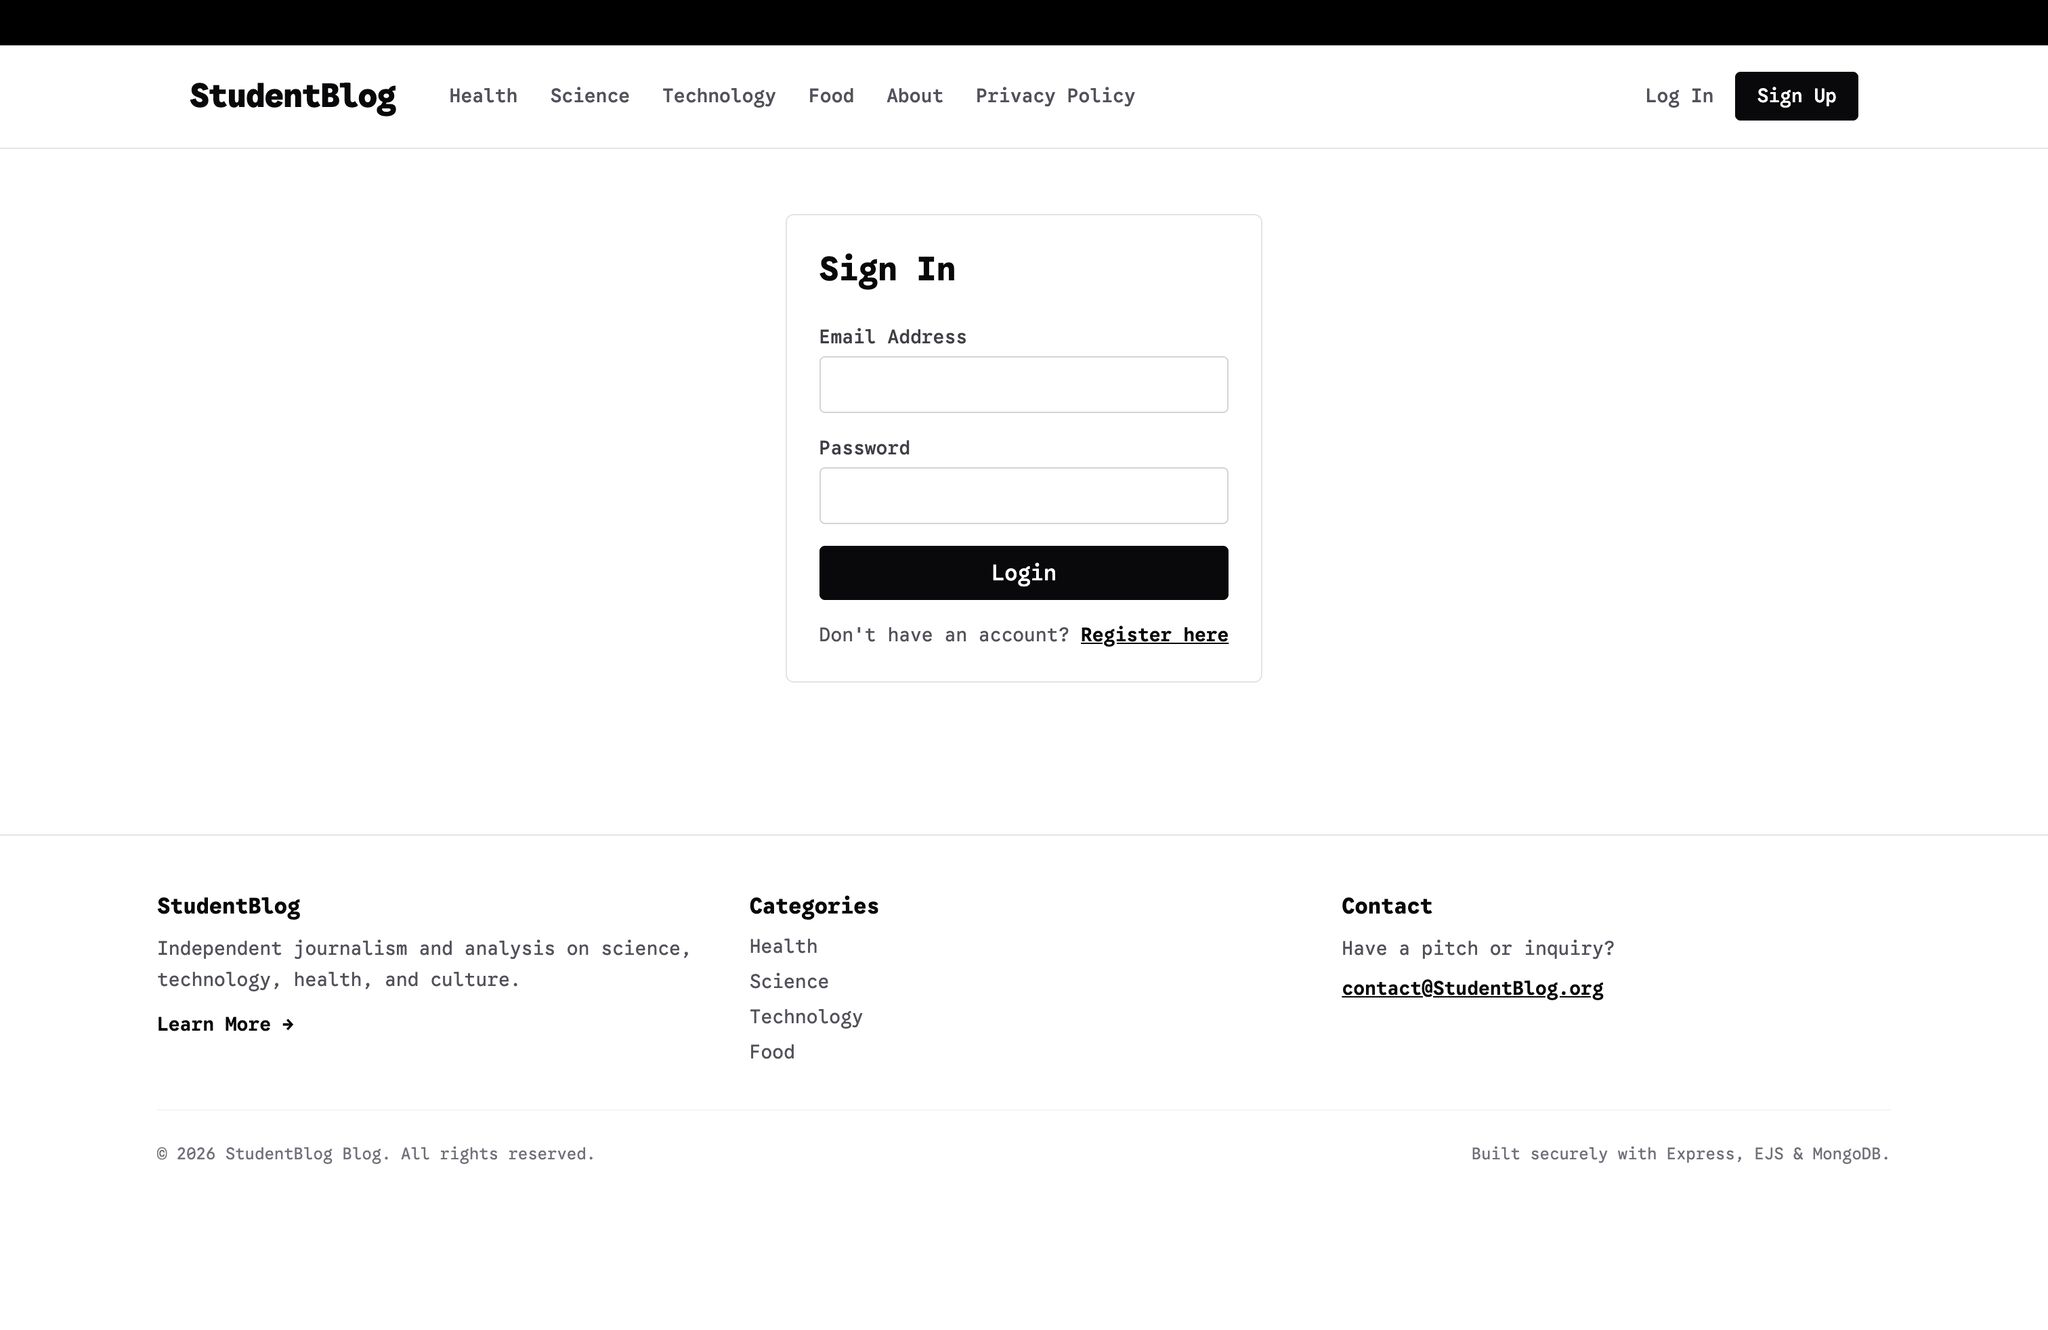 StudentBlog
Health
Science
Technology
Food
About
Privacy Policy
Log In
Sign Up
Sign In
Email Address
Password
Login
Don't have an account? Register here
StudentBlog
Independent journalism and analysis on science,
technology, health, and culture.
Learn More →
Categories
Health
Science
Technology
Food
Contact
Have a pitch or inquiry?
contact@StudentBlog.org
© 2026 StudentBlog Blog. All rights reserved.
Built securely with Express, EJS & MongoDB.